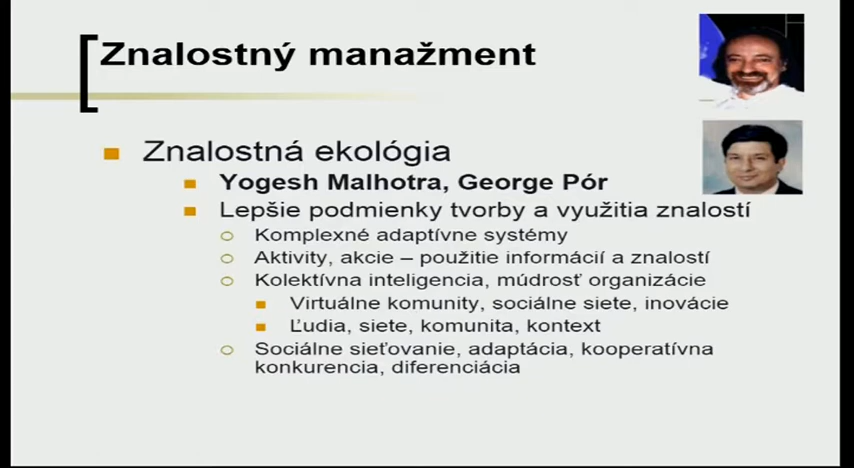 Znalostný manažment
Znalostná ekológia
Yogesh Malhotra, George Pór
Lepšie podmienky tvorby a využitia znalostí
Komplexné adaptívne systémy
Aktivity, akcie – použitie informácií a znalostí
Kolektívna inteligencia, múdrosť organizácie
Virtuálne komunity, sociálne siete, inovácie
Ľudia, siete, komunita, kontext
Sociálne sieťovanie, adaptácia, kooperatívna
konkurencia, diferenciácia